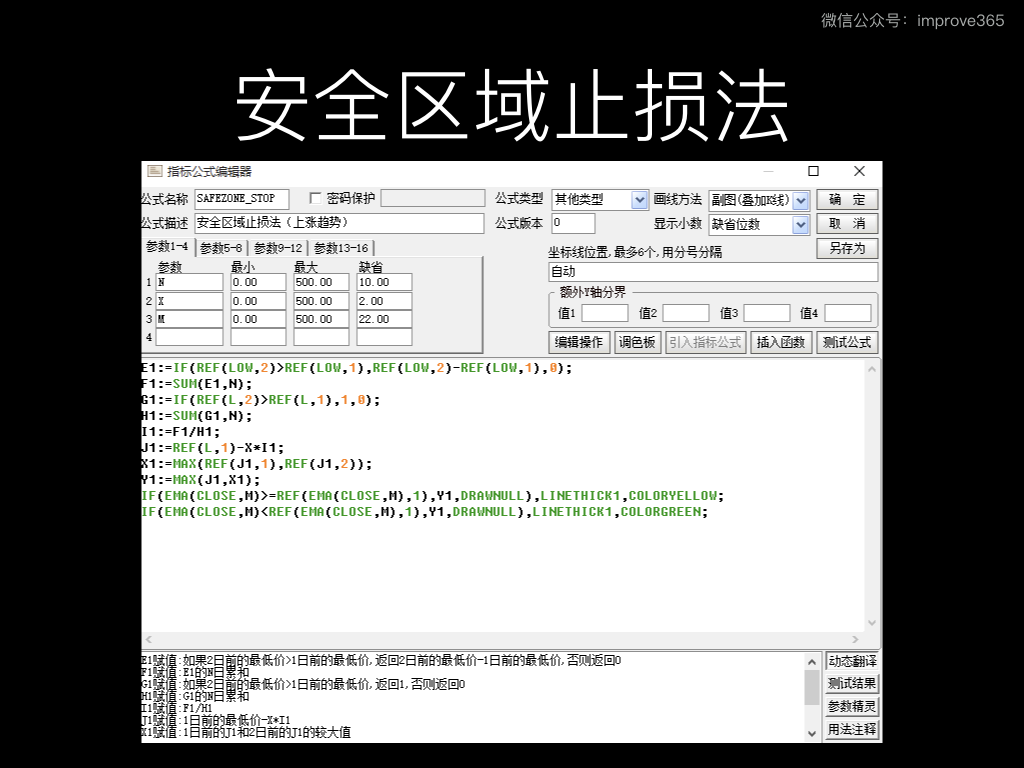 微信公众号：improve365
安全区域止损法
指标公式编辑器
公式名称 SAFEZONE_STOP 密码保护 公式类型 其他类型 画线方法 副图(叠加K线) 确 定
公式描述 安全区域止损法（上涨趋势） 公式版本 0 显示小数 缺省位数 取 消
参数1-4 参数5-8 参数9-12 参数13-16 坐标线位置,最多6个,用分号分隔 另存为
参数 最小 最大 缺省 自动
1 N 0.00 500.00 10.00 额外Y轴分界
2 X 0.00 500.00 2.00 值1 值2 值3 值4
3 M 0.00 500.00 22.00
4 编辑操作 调色板 引入指标公式 插入函数 测试公式
E1:=IF(REF(LOW,2)>REF(LOW,1),REF(LOW,2)-REF(LOW,1),0);
F1:=SUM(E1,N);
G1:=IF(REF(L,2)>REF(L,1),1,0);
H1:=SUM(G1,N);
I1:=F1/H1;
J1:=REF(L,1)-X*I1;
X1:=MAX(REF(J1,1),REF(J1,2));
Y1:=MAX(J1,X1);
IF(EMA(CLOSE,M)>=REF(EMA(CLOSE,M),1),Y1,DRAWNULL),LINETHICK1,COLORYELLOW;
IF(EMA(CLOSE,M)<REF(EMA(CLOSE,M),1),Y1,DRAWNULL),LINETHICK1,COLORGREEN;
E1赋值:如果2日前的最低价>1日前的最低价,返回2日前的最低价-1日前的最低价,否则返回0 动态翻译
F1赋值:E1的N日累和
G1赋值:如果2日前的最低价>1日前的最低价,返回1,否则返回0 测试结果
H1赋值:G1的N日累和
I1赋值:F1/H1 参数精灵
J1赋值:1日前的最低价-X*I1
X1赋值:1日前的J1和2日前的J1的较大值 用法注释